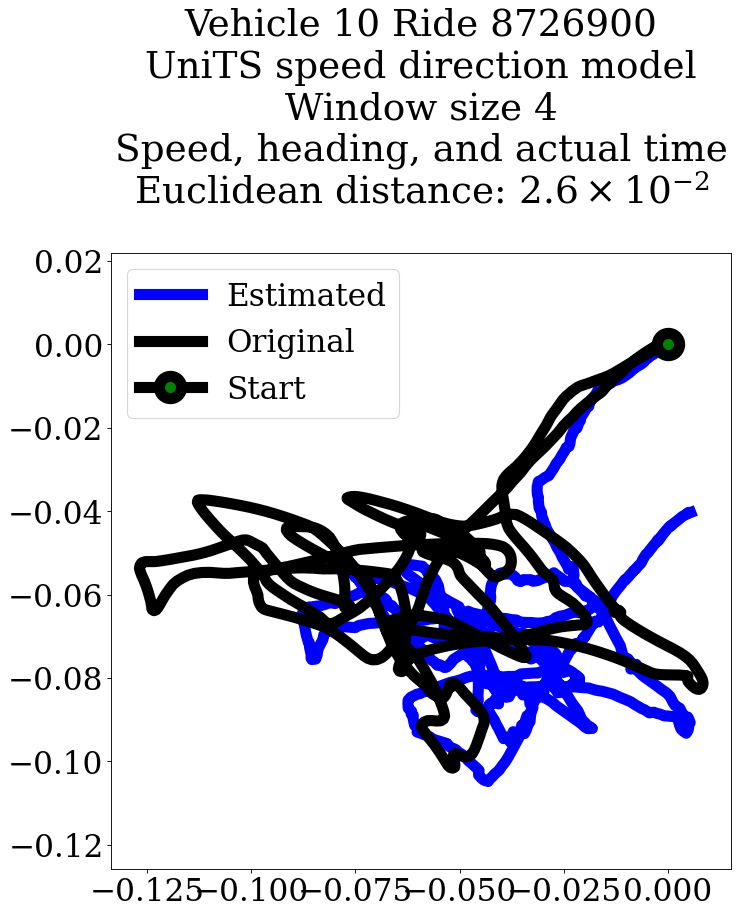 Vehicle 10 Ride 8726900
UniTS speed direction model
Window size 4
Speed, heading, and actual time
Euclidean distance: 2.6 × 10⁻²
Estimated
Original
Start
0.02
0.00
−0.02
−0.04
−0.06
−0.08
−0.10
−0.12
−0.125−0.100−0.075−0.050−0.025 0.000